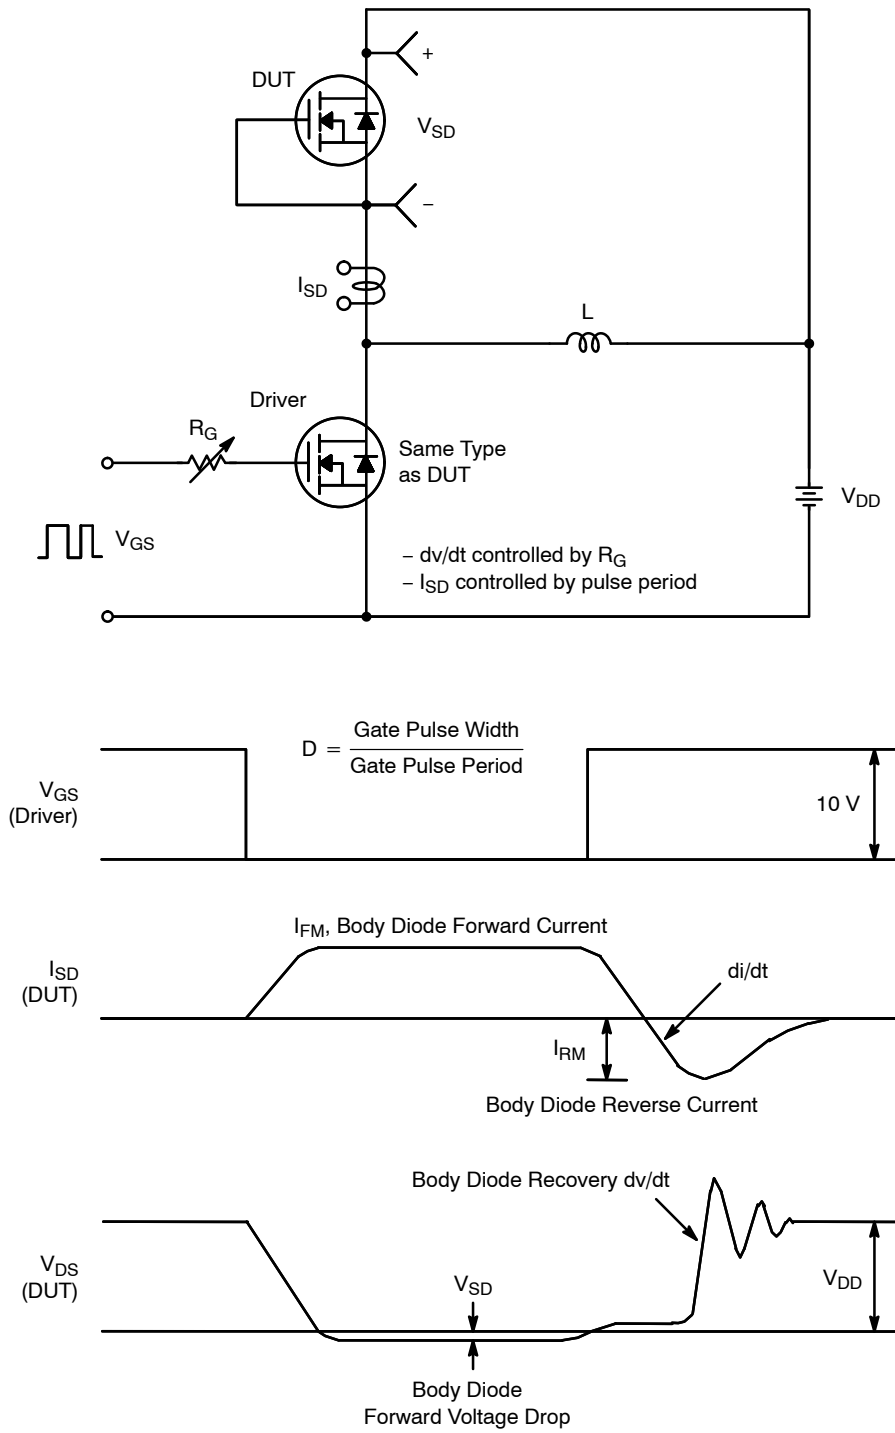 DUT
+
V_SD
−
I_SD
L
Driver
R_G
Same Type
as DUT
V_DD
V_GS
− dv/dt controlled by R_G
− I_SD controlled by pulse period
D = Gate Pulse Width / Gate Pulse Period
V_GS
(Driver)
10 V
I_FM, Body Diode Forward Current
I_SD
(DUT)
di/dt
I_RM
Body Diode Reverse Current
Body Diode Recovery dv/dt
V_DS
(DUT)
V_SD
V_DD
Body Diode
Forward Voltage Drop